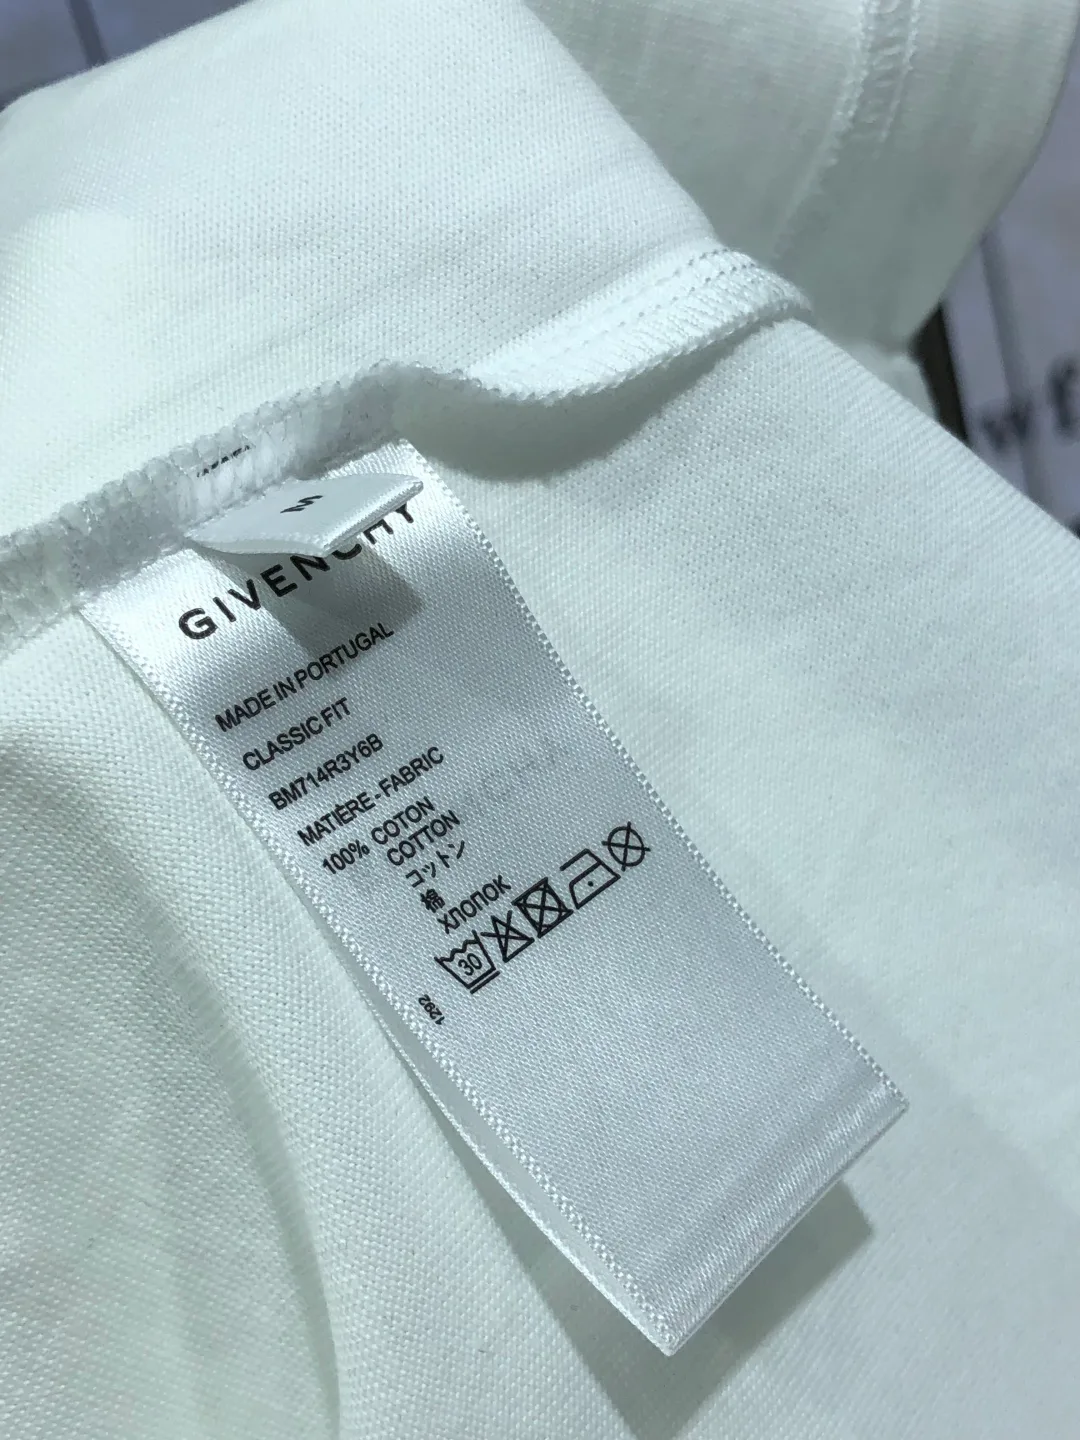 M
GIVENCHY
MADE IN PORTUGAL
CLASSIC FIT
BM714R3Y6B
MATIÈRE - FABRIC
100% COTON
COTTON
コットン
棉
ХЛОПОК
30
1292